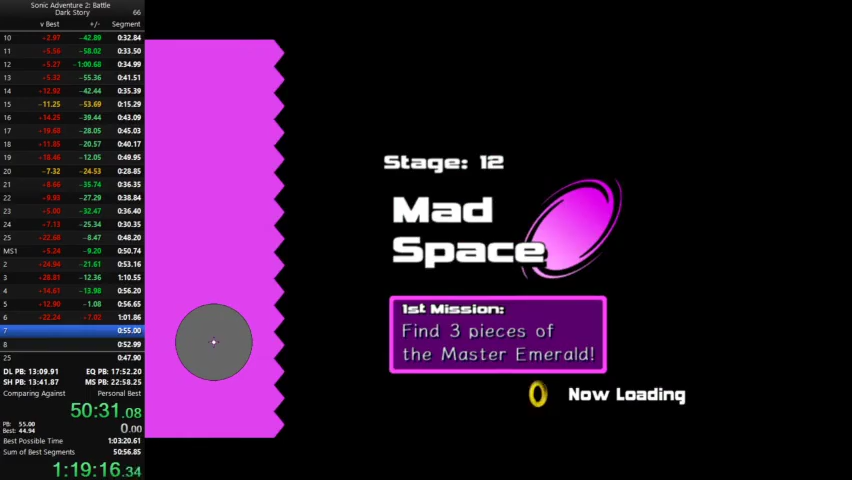 Sonic Adventure 2: Battle
Dark Story 66
v Best +/- Segment
10 +2.97 -42.89 0:32.84
11 +5.56 -58.02 0:33.50
12 +5.27 -1:00.68 0:34.99
13 +5.32 -55.36 0:41.51
14 +12.92 -42.44 0:35.39
15 -11.25 -53.69 0:15.29
16 +14.25 -39.44 0:43.09
17 +19.68 -28.05 0:45.03
18 +11.85 -20.57 0:40.17
19 +18.46 -12.05 0:49.95
20 -7.32 -24.53 0:28.85
21 +8.66 -35.74 0:36.35
22 +9.93 -27.29 0:38.84
23 +5.00 -32.47 0:36.40
24 +7.13 -25.34 0:30.35
25 +22.68 -8.47 0:48.20
MS1 +5.24 -9.20 0:50.74
2 +24.94 -21.61 0:53.16
3 +28.81 -12.36 1:10.55
4 +14.61 -13.98 0:56.20
5 +12.90 -1.08 0:56.65
6 +22.24 +7.02 1:01.86
7 0:55.00
8 0:52.99
25 0:47.90
DL PB: 13:09.91 EQ PB: 17:52.20
SH PB: 13:41.87 MS PB: 22:58.25
Comparing Against Personal Best
50:31.08
PB: 55.00
Best: 44.94 0.00
Best Possible Time 1:03:20.61
Sum of Best Segments 50:56.85
1:19:16.34
Stage: 12
Mad
Space
1st Mission:
Find 3 pieces of
the Master Emerald!
Now Loading